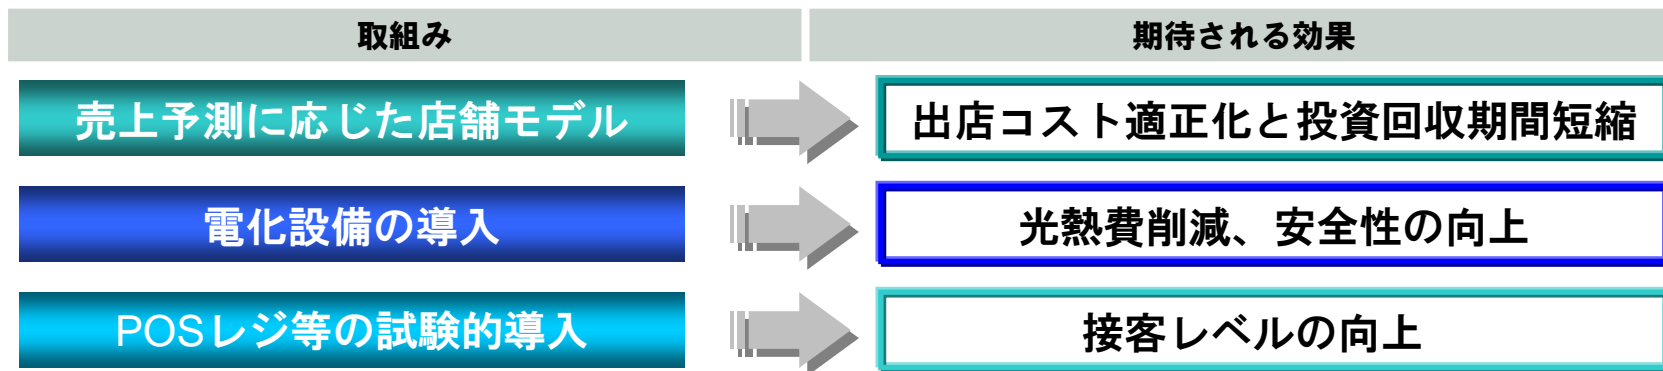 取組み
期待される効果
売上予測に応じた店舗モデル
出店コスト適正化と投資回収期間短縮
電化設備の導入
光熱費削減、安全性の向上
POSレジ等の試験的導入
接客レベルの向上